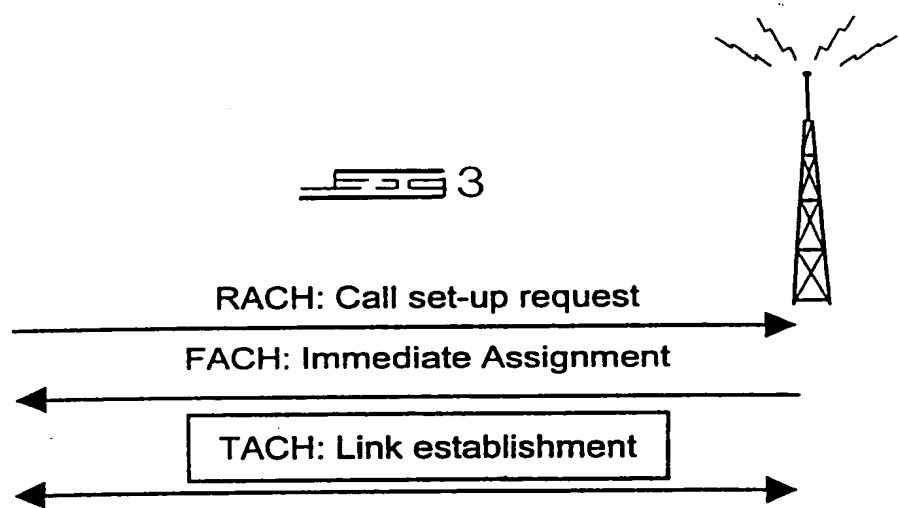 3
RACH: Call set-up request
FACH: Immediate Assignment
TACH: Link establishment